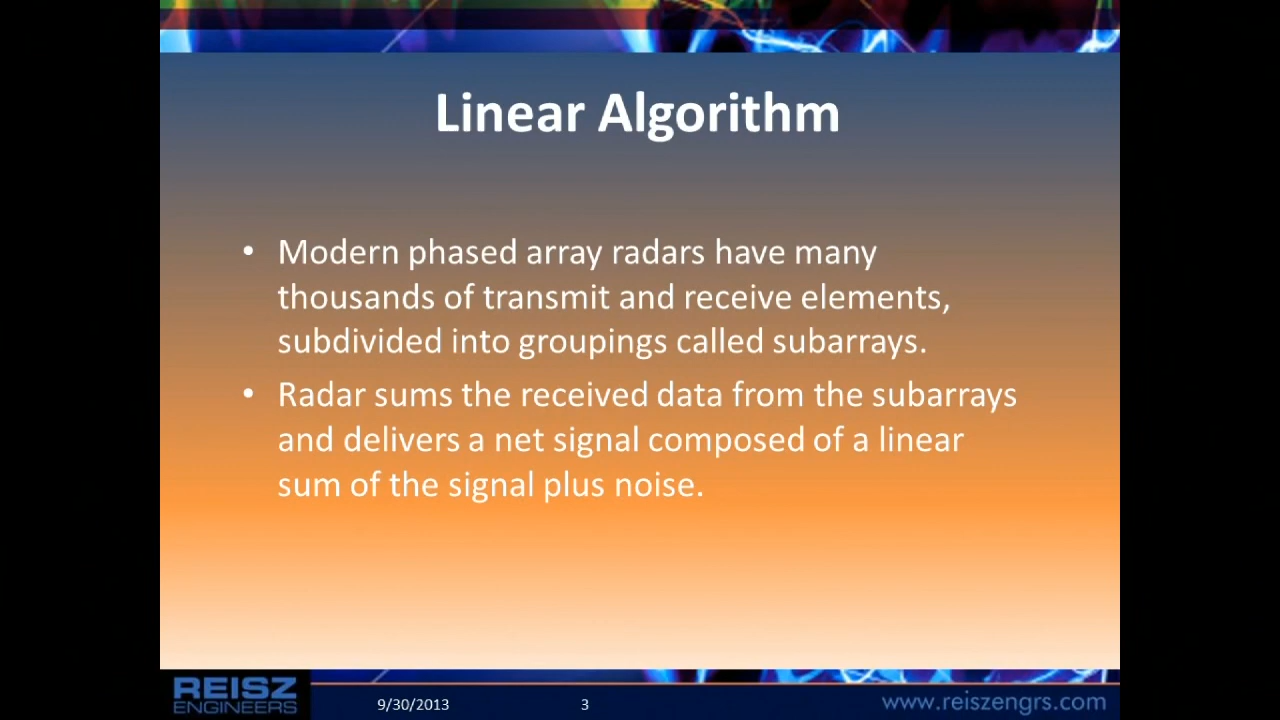 Linear Algorithm
• Modern phased array radars have many
thousands of transmit and receive elements,
subdivided into groupings called subarrays.
• Radar sums the received data from the subarrays
and delivers a net signal composed of a linear
sum of the signal plus noise.
REISZ
ENGINEERS
9/30/2013
3
www.reiszengrs.com